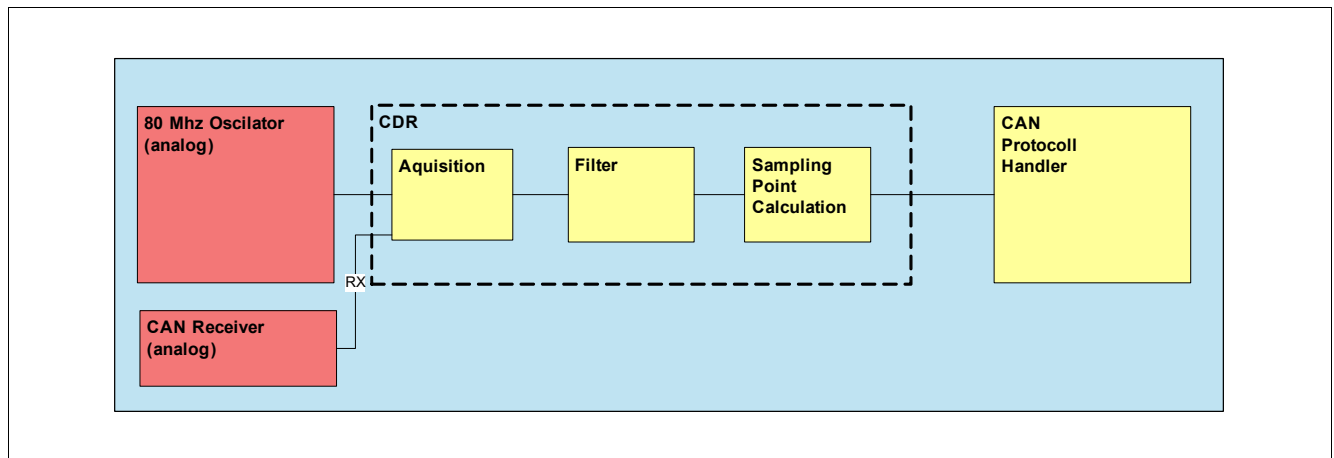 80 Mhz Oscilator
(analog)
CDR
Aquisition
Filter
Sampling
Point
Calculation
CAN
Protocoll
Handler
RX
CAN Receiver
(analog)